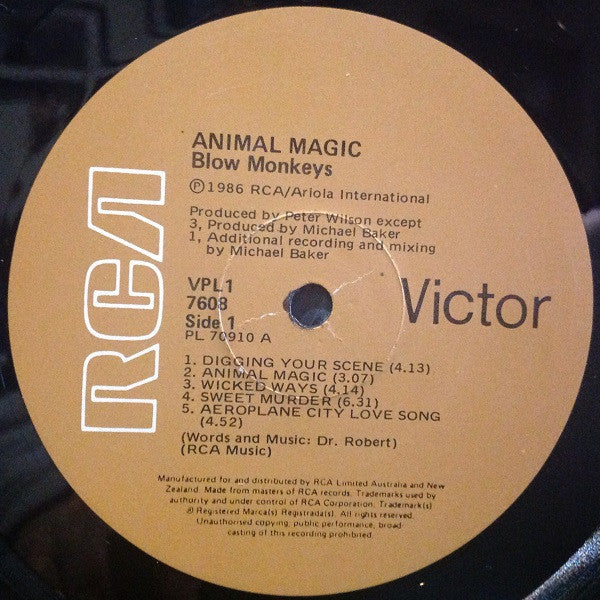 RCA
Victor
ANIMAL MAGIC
Blow Monkeys
℗ 1986 RCA/Ariola International
Produced by Peter Wilson except
3, Produced by Michael Baker
1, Additional recording and mixing
by Michael Baker
VPL1
7608
Side 1
PL 70910 A
1. DIGGING YOUR SCENE (4.13)
2. ANIMAL MAGIC (3.07)
3. WICKED WAYS (4.14)
4. SWEET MURDER (6.31)
5. AEROPLANE CITY LOVE SONG
(4.52)
(Words and Music: Dr. Robert)
(RCA Music)
Manufactured for and distributed by RCA Limited Australia and New
Zealand. Made from masters of RCA records. Trademarks used by
authority and under control of RCA Corporation. Trademark(s)
® Registered Marca(s) Registrada(s). All rights reserved.
Unauthorised copying, public performance, broad-
casting of this recording prohibited